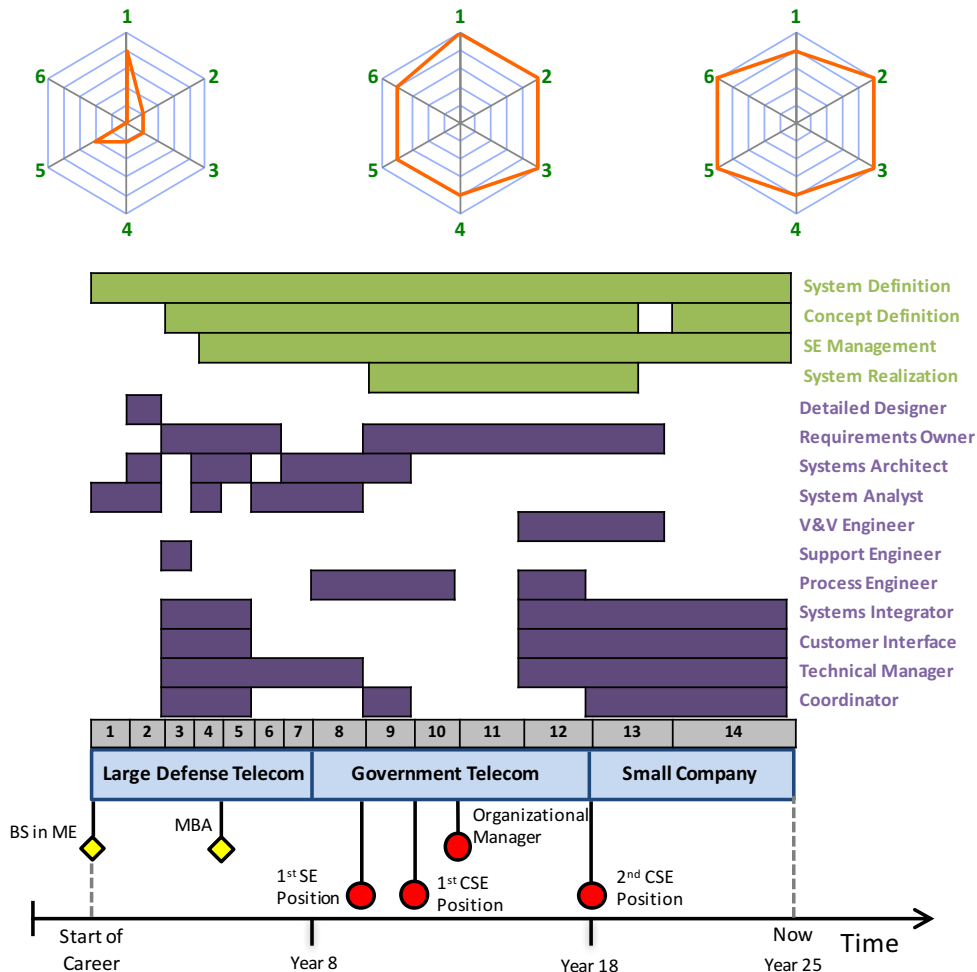 1
2
3
4
5
6
1
2
3
4
5
6
1
2
3
4
5
6
System Definition
Concept Definition
SE Management
System Realization
Detailed Designer
Requirements Owner
Systems Architect
System Analyst
V&V Engineer
Support Engineer
Process Engineer
Systems Integrator
Customer Interface
Technical Manager
Coordinator
1 2 3 4 5 6 7 8 9 10 11 12 13 14
Large Defense Telecom Government Telecom Small Company
BS in ME
MBA
Organizational
Manager
1st SE
Position
1st CSE
Position
2nd CSE
Position
Start of
Career
Year 8
Year 18
Now
Year 25
Time